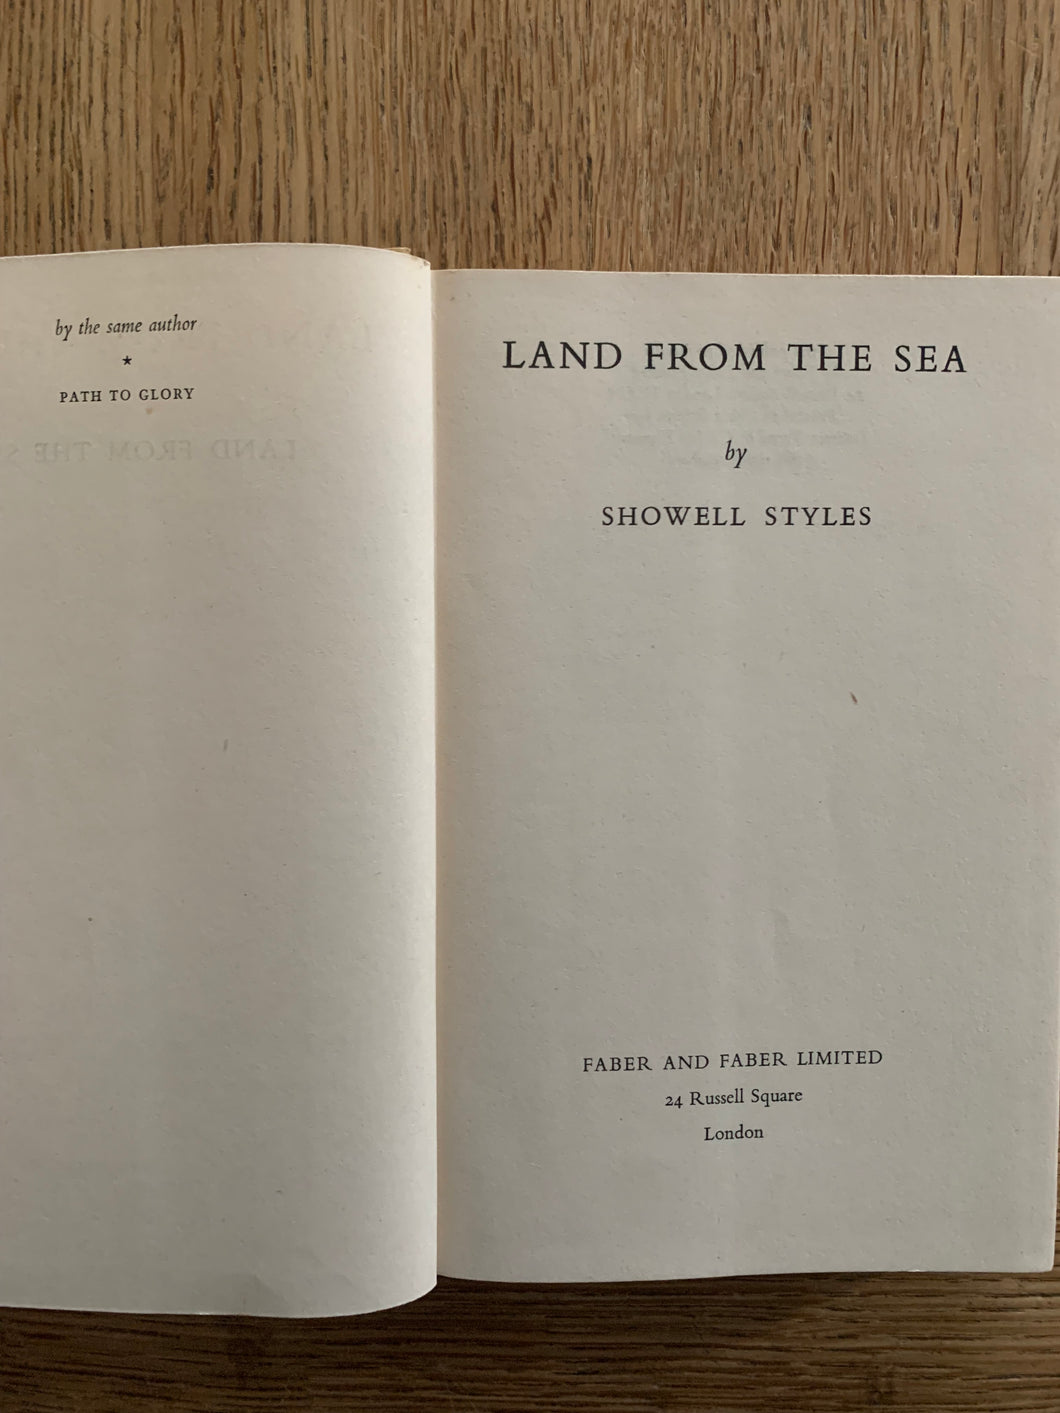 by the same author
*
PATH TO GLORY
LAND FROM THE SEA
by
SHOWELL STYLES
FABER AND FABER LIMITED
24 Russell Square
London